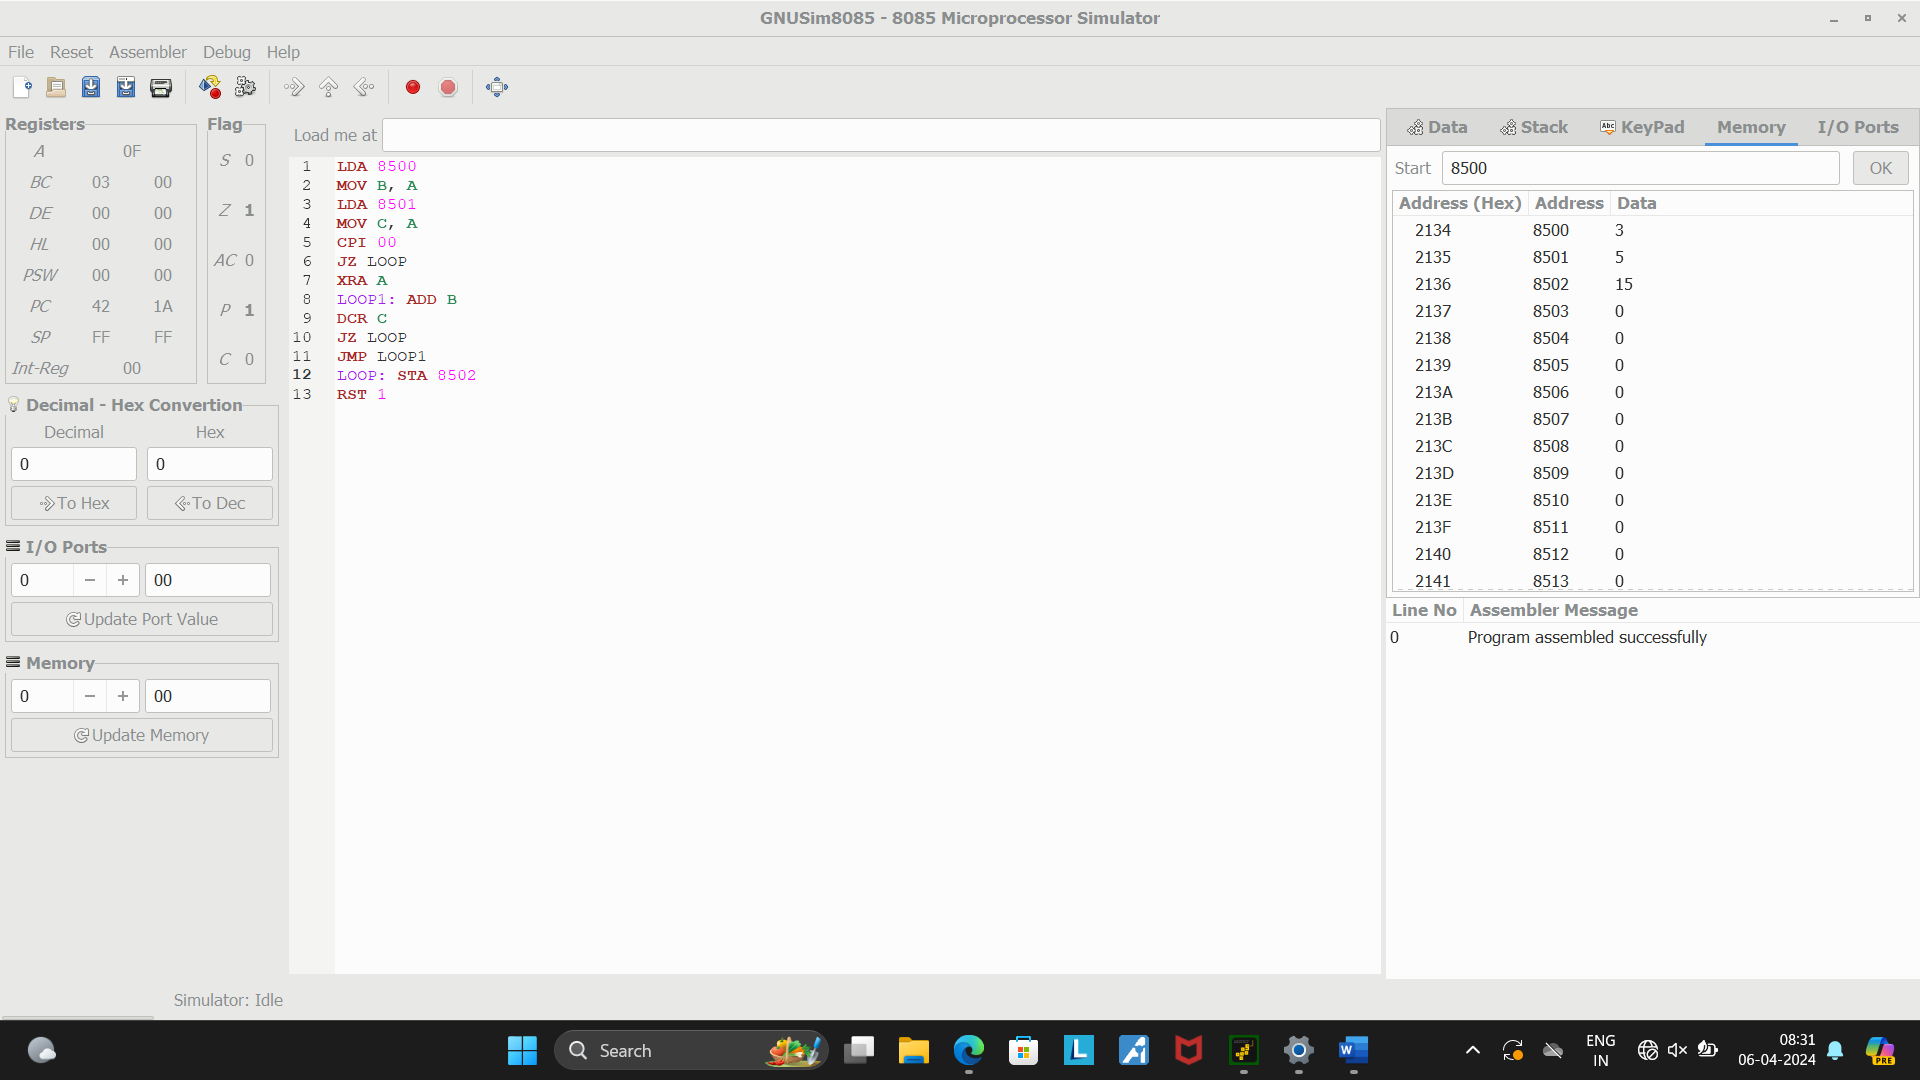 GNUSim8085 - 8085 Microprocessor Simulator
File Reset Assembler Debug Help
Registers
A 0F
BC 03 00
DE 00 00
HL 00 00
PSW 00 00
PC 42 1A
SP FF FF
Int-Reg 00
Flag
S 0
Z 1
AC 0
P 1
C 0
Decimal - Hex Convertion
Decimal Hex
0 0
To Hex To Dec
I/O Ports
0 − + 00
Update Port Value
Memory
0 − + 00
Update Memory
Load me at
1 LDA 8500
2 MOV B, A
3 LDA 8501
4 MOV C, A
5 CPI 00
6 JZ LOOP
7 XRA A
8 LOOP1: ADD B
9 DCR C
10 JZ LOOP
11 JMP LOOP1
12 LOOP: STA 8502
13 RST 1
Data Stack Abc KeyPad Memory I/O Ports
Start 8500 OK
Address (Hex) Address Data
2134 8500 3
2135 8501 5
2136 8502 15
2137 8503 0
2138 8504 0
2139 8505 0
213A 8506 0
213B 8507 0
213C 8508 0
213D 8509 0
213E 8510 0
213F 8511 0
2140 8512 0
2141 8513 0
Line No Assembler Message
0 Program assembled successfully
Simulator: Idle
Search
L
W
ENG
IN
08:31
06-04-2024
PRE